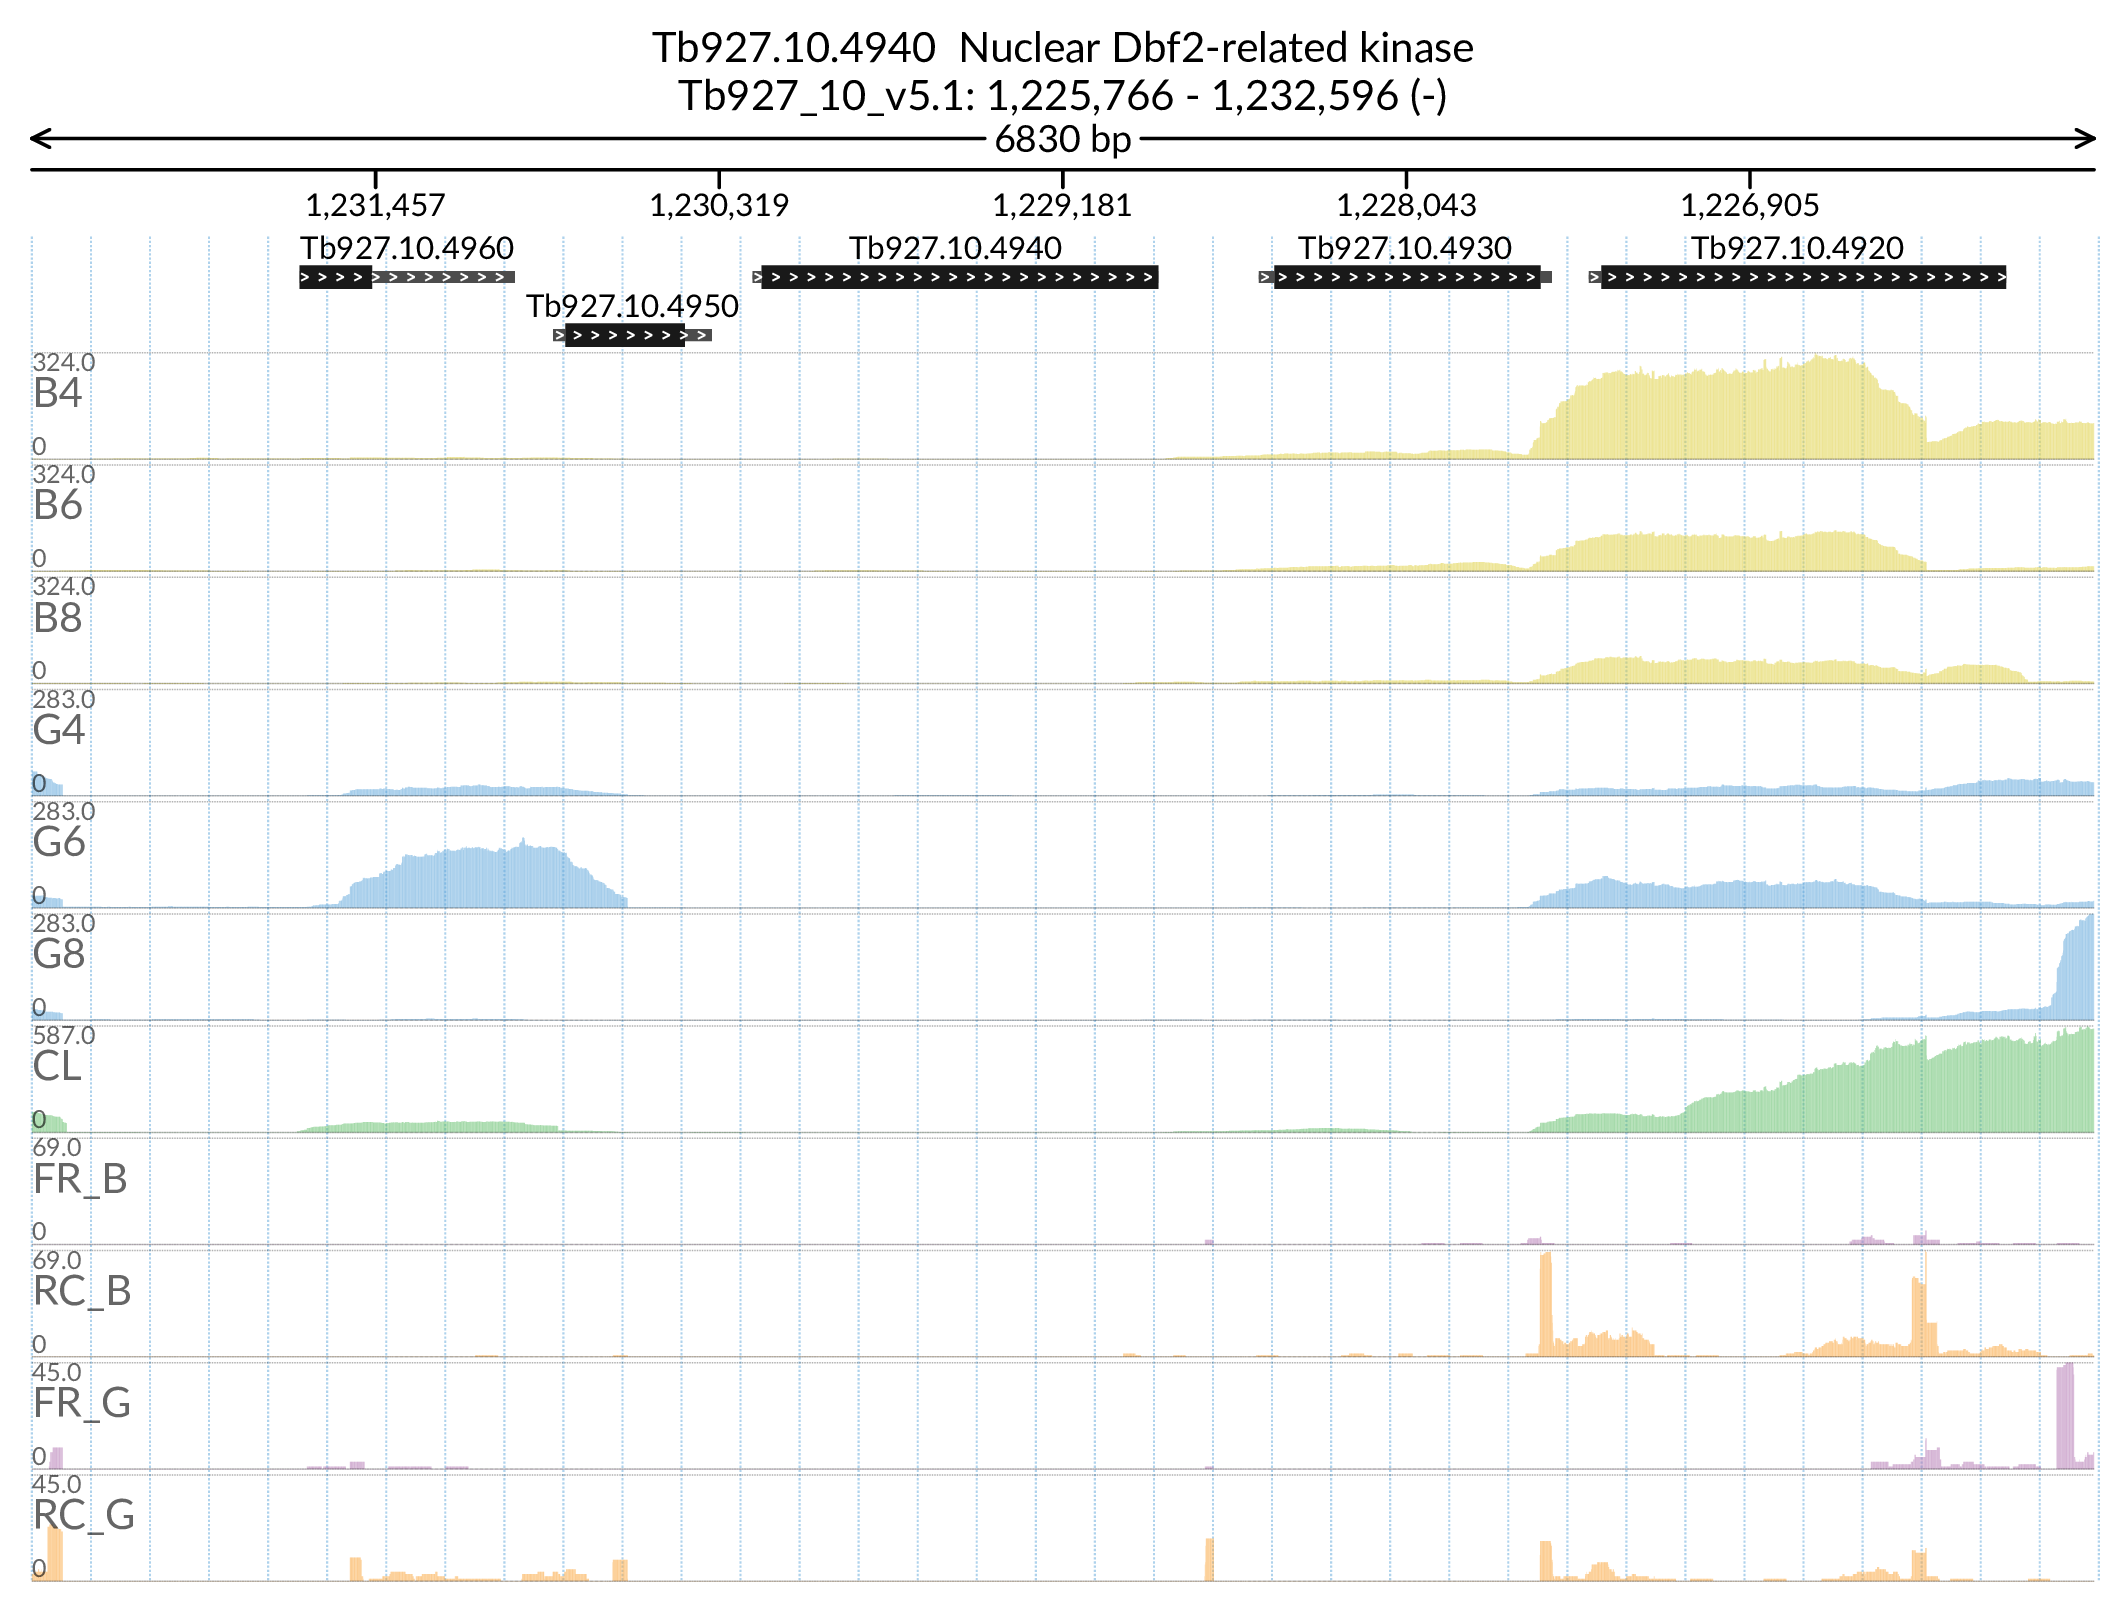 Tb927.10.4940  Nuclear Dbf2-related kinase
Tb927_10_v5.1: 1,225,766 - 1,232,596 (-)
6830 bp
1,231,457 1,230,319 1,229,181 1,228,043 1,226,905
Tb927.10.4960 Tb927.10.4940 Tb927.10.4930 Tb927.10.4920
Tb927.10.4950
324.0
B4
0
324.0
B6
0
324.0
B8
0
283.0
G4
0
283.0
G6
0
283.0
G8
0
587.0
CL
0
69.0
FR_B
0
69.0
RC_B
0
45.0
FR_G
0
45.0
RC_G
0